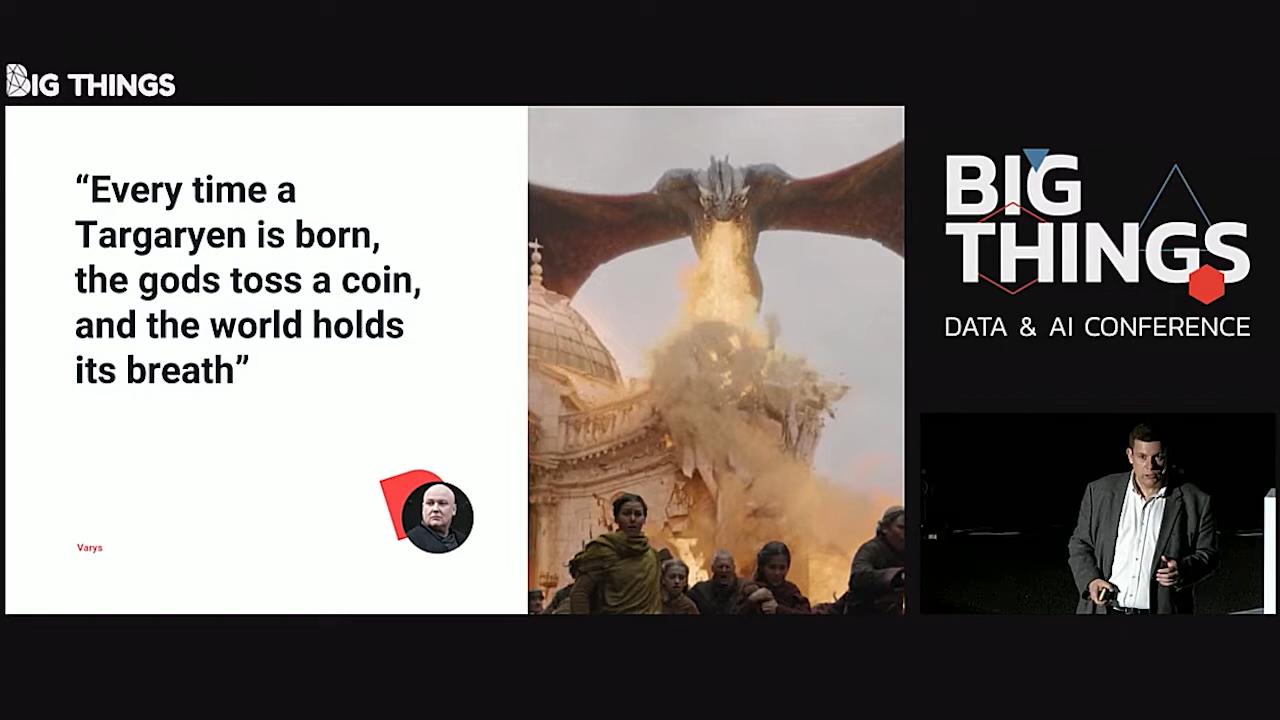 BIG THINGS
“Every time a
Targaryen is born,
the gods toss a coin,
and the world holds
its breath”
Varys
BIG
THINGS
DATA & AI CONFERENCE